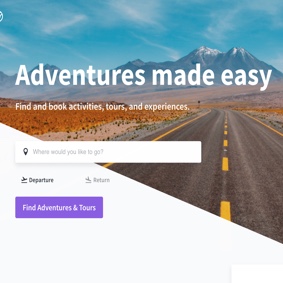 Adventures made easy
Find and book activities, tours, and experiences.
Where would you like to go?
Departure
Return
Find Adventures & Tours